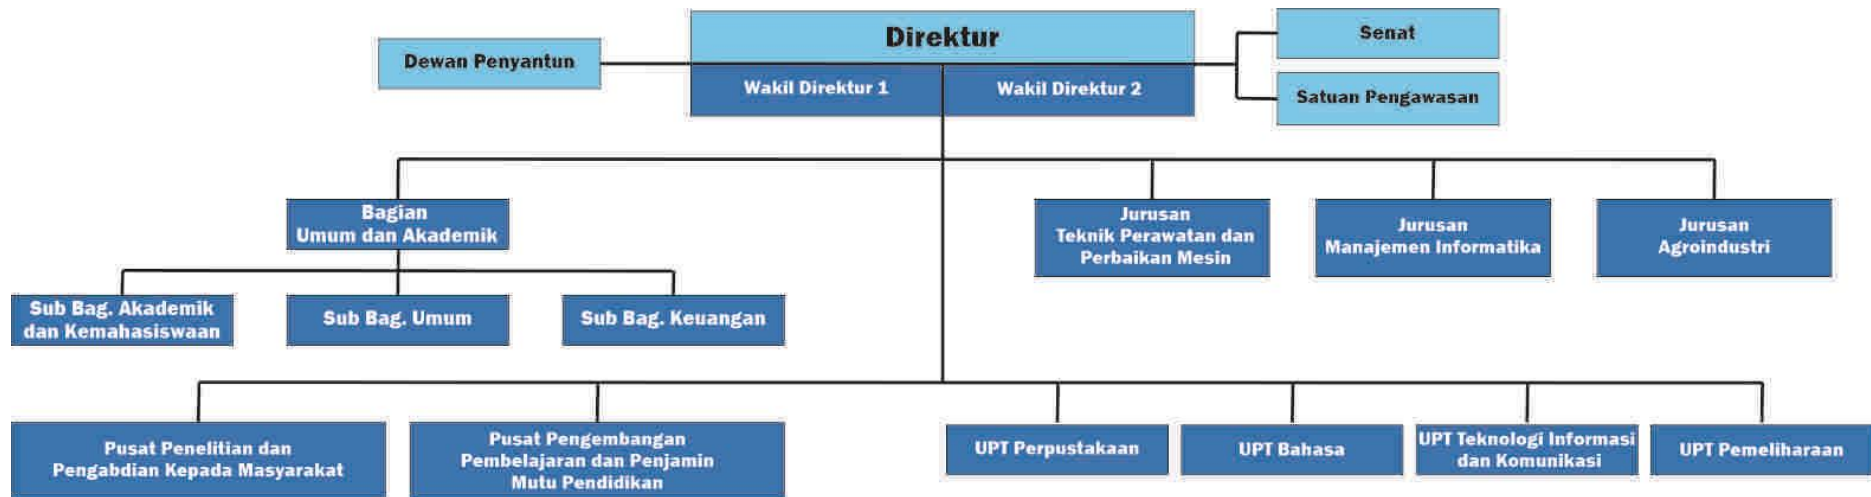 Direktur
Senat
Dewan Penyantun
Wakil Direktur 1
Wakil Direktur 2
Satuan Pengawasan
Bagian
Umum dan Akademik
Jurusan
Teknik Perawatan dan
Perbaikan Mesin
Jurusan
Manajemen Informatika
Jurusan
Agroindustri
Sub Bag. Akademik
dan Kemahasiswaan
Sub Bag. Umum
Sub Bag. Keuangan
Pusat Penelitian dan
Pengabdian Kepada Masyarakat
Pusat Pengembangan
Pembelajaran dan Penjamin
Mutu Pendidikan
UPT Perpustakaan
UPT Bahasa
UPT Teknologi Informasi
dan Komunikasi
UPT Pemeliharaan